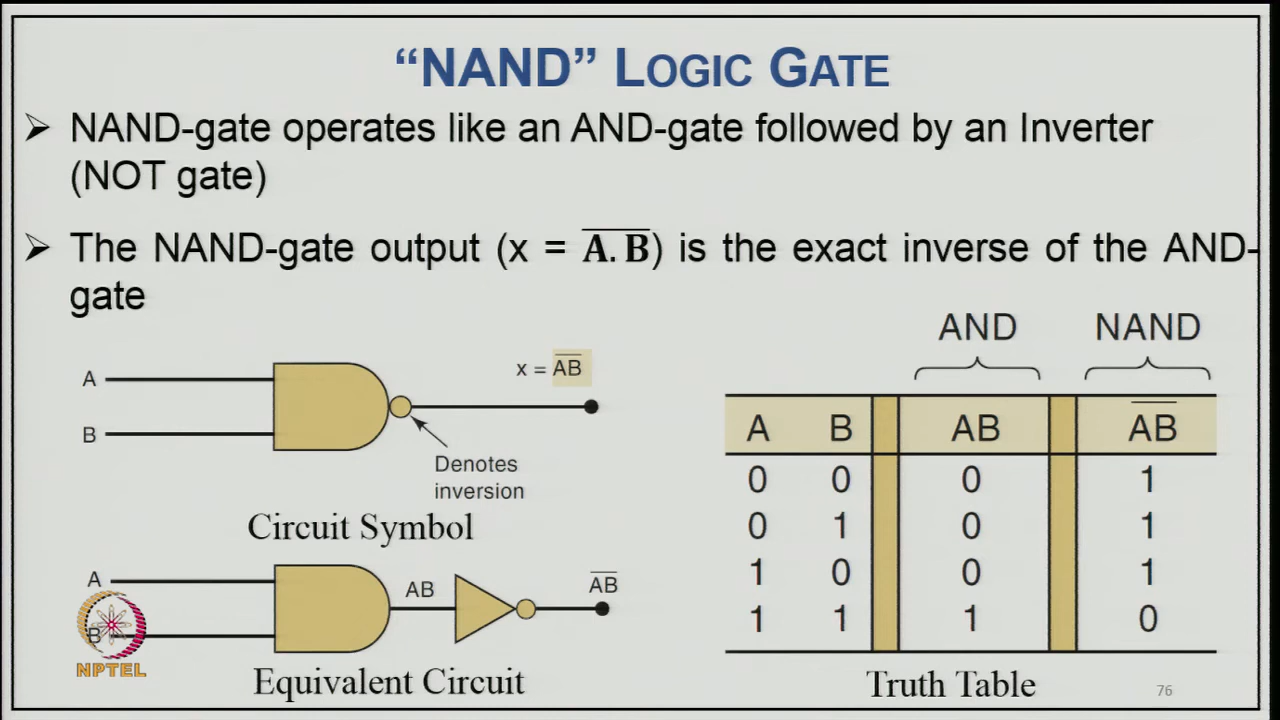 “NAND” LOGIC GATE
➢ NAND-gate operates like an AND-gate followed by an Inverter
(NOT gate)
➢ The NAND-gate output (x = A̅.̅B̅) is the exact inverse of the AND-
gate
A
B
x = A̅B̅
Denotes
inversion
Circuit Symbol
A
B
AB
A̅B̅
NPTEL
Equivalent Circuit
AND NAND
A B AB A̅B̅
0 0 0 1
0 1 0 1
1 0 0 1
1 1 1 0
Truth Table
76